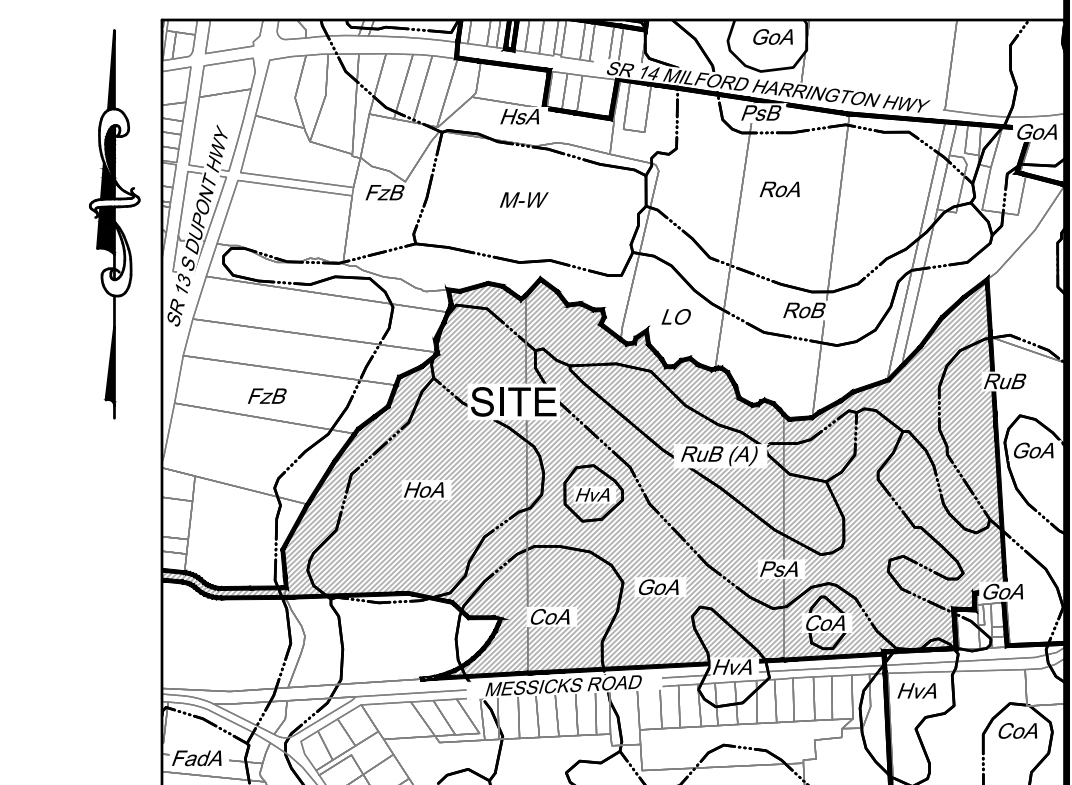 GoA
SR 14 MILFORD HARRINGTON HWY
HsA
PsB
GoA
SR 13 S DUPONT HWY
FzB
M-W
RoA
RoB
LO
RuB
FzB
SITE
GoA
RuB (A)
HoA
HvA
PsA
GoA
GoA
CoA
CoA
HvA
MESSICKS ROAD
HvA
CoA
FadA